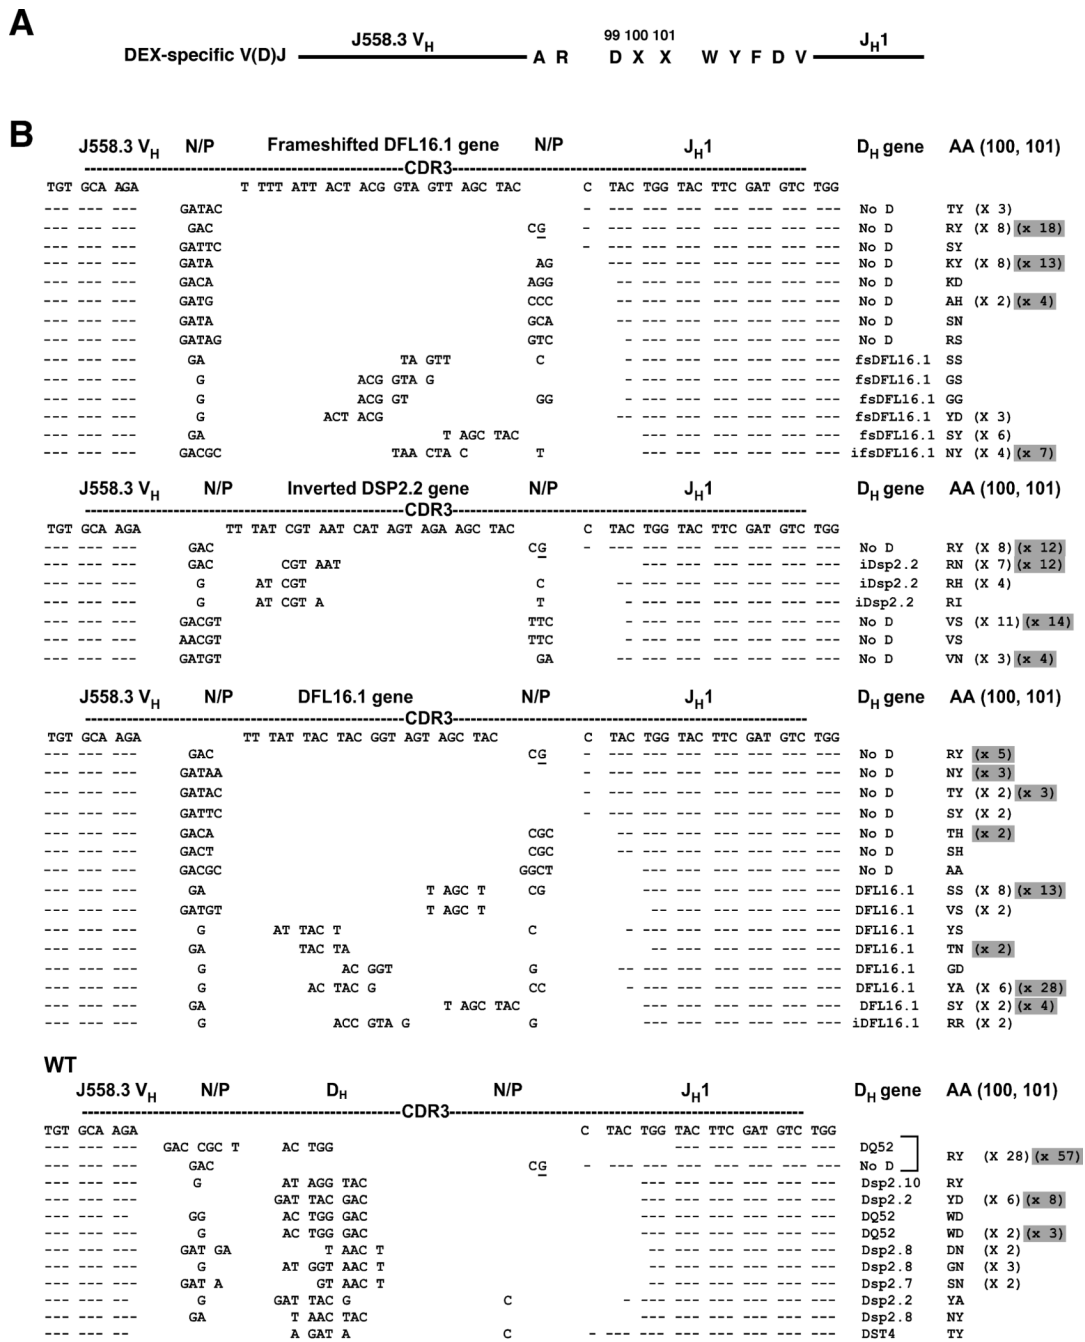 A
DEX-specific V(D)J J558.3 VH A R D X X W Y F D V JH1
99 100 101
B
J558.3 VH N/P Frameshifted DFL16.1 gene N/P JH1 DH gene AA (100, 101)
CDR3
TGT GCA AGA T TTT ATT ACT ACG GTA GTT AGC TAC C TAC TGG TAC TTC GAT GTC TGG
--- --- --- GATAC - --- --- --- --- --- --- --- No D TY (X 3)
--- --- --- GAC CG - --- --- --- --- --- --- --- No D RY (X 8) (x 18)
--- --- --- GATTC - --- --- --- --- --- --- --- No D SY
--- --- --- GATA AG --- --- --- --- --- --- --- No D KY (X 8) (x 13)
--- --- --- GACA AGG -- --- --- --- --- --- --- No D KD
--- --- --- GATG CCC -- --- --- --- --- --- --- No D AH (X 2) (x 4)
--- --- --- GATA GCA -- --- --- --- --- --- --- No D SN
--- --- --- GATAG GTC -- --- --- --- --- --- --- No D RS
--- --- --- GA TA GTT C - --- --- --- --- --- --- fsDFL16.1 SS
--- --- --- G ACG GTA G - --- --- --- --- --- --- fsDFL16.1 GS
--- --- --- G ACG GT GG - --- --- --- --- --- --- fsDFL16.1 GG
--- --- --- G ACT ACG -- --- --- --- --- --- --- fsDFL16.1 YD (X 3)
--- --- --- GA T AGC TAC --- --- --- --- --- --- fsDFL16.1 SY (X 6)
--- --- --- GACGC TAA CTA C T --- --- --- --- --- --- ifsDFL16.1 NY (X 4) (x 7)
J558.3 VH N/P Inverted DSP2.2 gene N/P JH1 DH gene AA (100, 101)
CDR3
TGT GCA AGA TT TAT CGT AAT CAT AGT AGA AGC TAC C TAC TGG TAC TTC GAT GTC TGG
--- --- --- GAC CG - --- --- --- --- --- --- --- No D RY (X 8) (x 12)
--- --- --- GAC CGT AAT --- --- --- --- --- --- iDsp2.2 RN (X 7) (x 12)
--- --- --- G AT CGT C -- --- --- --- --- --- --- iDsp2.2 RH (X 4)
--- --- --- G AT CGT A T - --- --- --- --- --- --- iDsp2.2 RI
--- --- --- GACGT TTC -- --- --- --- --- --- --- No D VS (X 11) (x 14)
--- --- --- AACGT TTC -- --- --- --- --- --- --- No D VS
--- --- --- GATGT GA -- --- --- --- --- --- --- No D VN (X 3) (x 4)
J558.3 VH N/P DFL16.1 gene N/P JH1 DH gene AA (100, 101)
CDR3
TGT GCA AGA TT TAT TAC TAC GGT AGT AGC TAC C TAC TGG TAC TTC GAT GTC TGG
--- --- --- GAC CG - --- --- --- --- --- --- --- No D RY (x 5)
--- --- --- GATAA - --- --- --- --- --- --- --- No D NY (x 3)
--- --- --- GATAC - --- --- --- --- --- --- --- No D TY (X 2) (x 3)
--- --- --- GATTC - --- --- --- --- --- --- --- No D SY (X 2)
--- --- --- GACA CGC -- --- --- --- --- --- --- No D TH (x 2)
--- --- --- GACT CGC -- --- --- --- --- --- --- No D SH
--- --- --- GACGC GGCT --- --- --- --- --- --- No D AA
--- --- --- GA T AGC T CG --- --- --- --- --- --- DFL16.1 SS (X 8) (x 13)
--- --- --- GATGT T AGC T -- --- --- --- --- --- DFL16.1 VS (X 2)
--- --- --- G AT TAC T C --- --- --- --- --- --- DFL16.1 YS
--- --- --- GA TAC TA -- --- --- --- --- --- DFL16.1 TN (x 2)
--- --- --- G AC GGT G -- --- --- --- --- --- --- DFL16.1 GD
--- --- --- G AC TAC G CC --- --- --- --- --- --- DFL16.1 YA (X 6) (x 28)
--- --- --- GA T AGC TAC --- --- --- --- --- --- DFL16.1 SY (X 2) (x 4)
--- --- --- G ACC GTA G G --- --- --- --- --- --- iDFL16.1 RR (X 2)
WT
J558.3 VH N/P DH N/P JH1 DH gene AA (100, 101)
CDR3
TGT GCA AGA C TAC TGG TAC TTC GAT GTC TGG
--- --- --- GAC CGC T AC TGG --- --- --- --- --- DQ52
RY (X 28) (x 57)
--- --- --- GAC CG - --- --- --- --- --- --- --- No D
--- --- --- G AT AGG TAC --- --- --- --- --- --- Dsp2.10 RY
--- --- -- GAT TAC GAC --- --- --- --- --- --- Dsp2.2 YD (X 6) (x 8)
--- --- -- GG AC TGG GAC --- --- --- --- --- --- DQ52 WD
--- --- --- G AC TGG GAC --- --- --- --- --- --- DQ52 WD (X 2) (x 3)
--- --- --- GAT GA T AAC T -- --- --- --- --- --- Dsp2.8 DN (X 2)
--- --- --- G AT GGT AAC T -- --- --- --- --- --- Dsp2.8 GN (X 3)
--- --- --- GAT A GT AAC T -- --- --- --- --- --- Dsp2.7 SN (X 2)
--- --- --- G GAT TAC G C - --- --- --- --- --- --- Dsp2.2 YA
--- --- --- GA T AAC TAC --- --- --- --- --- --- Dsp2.8 NY
--- --- -- A GAT A C - --- --- --- --- --- --- --- DST4 TY